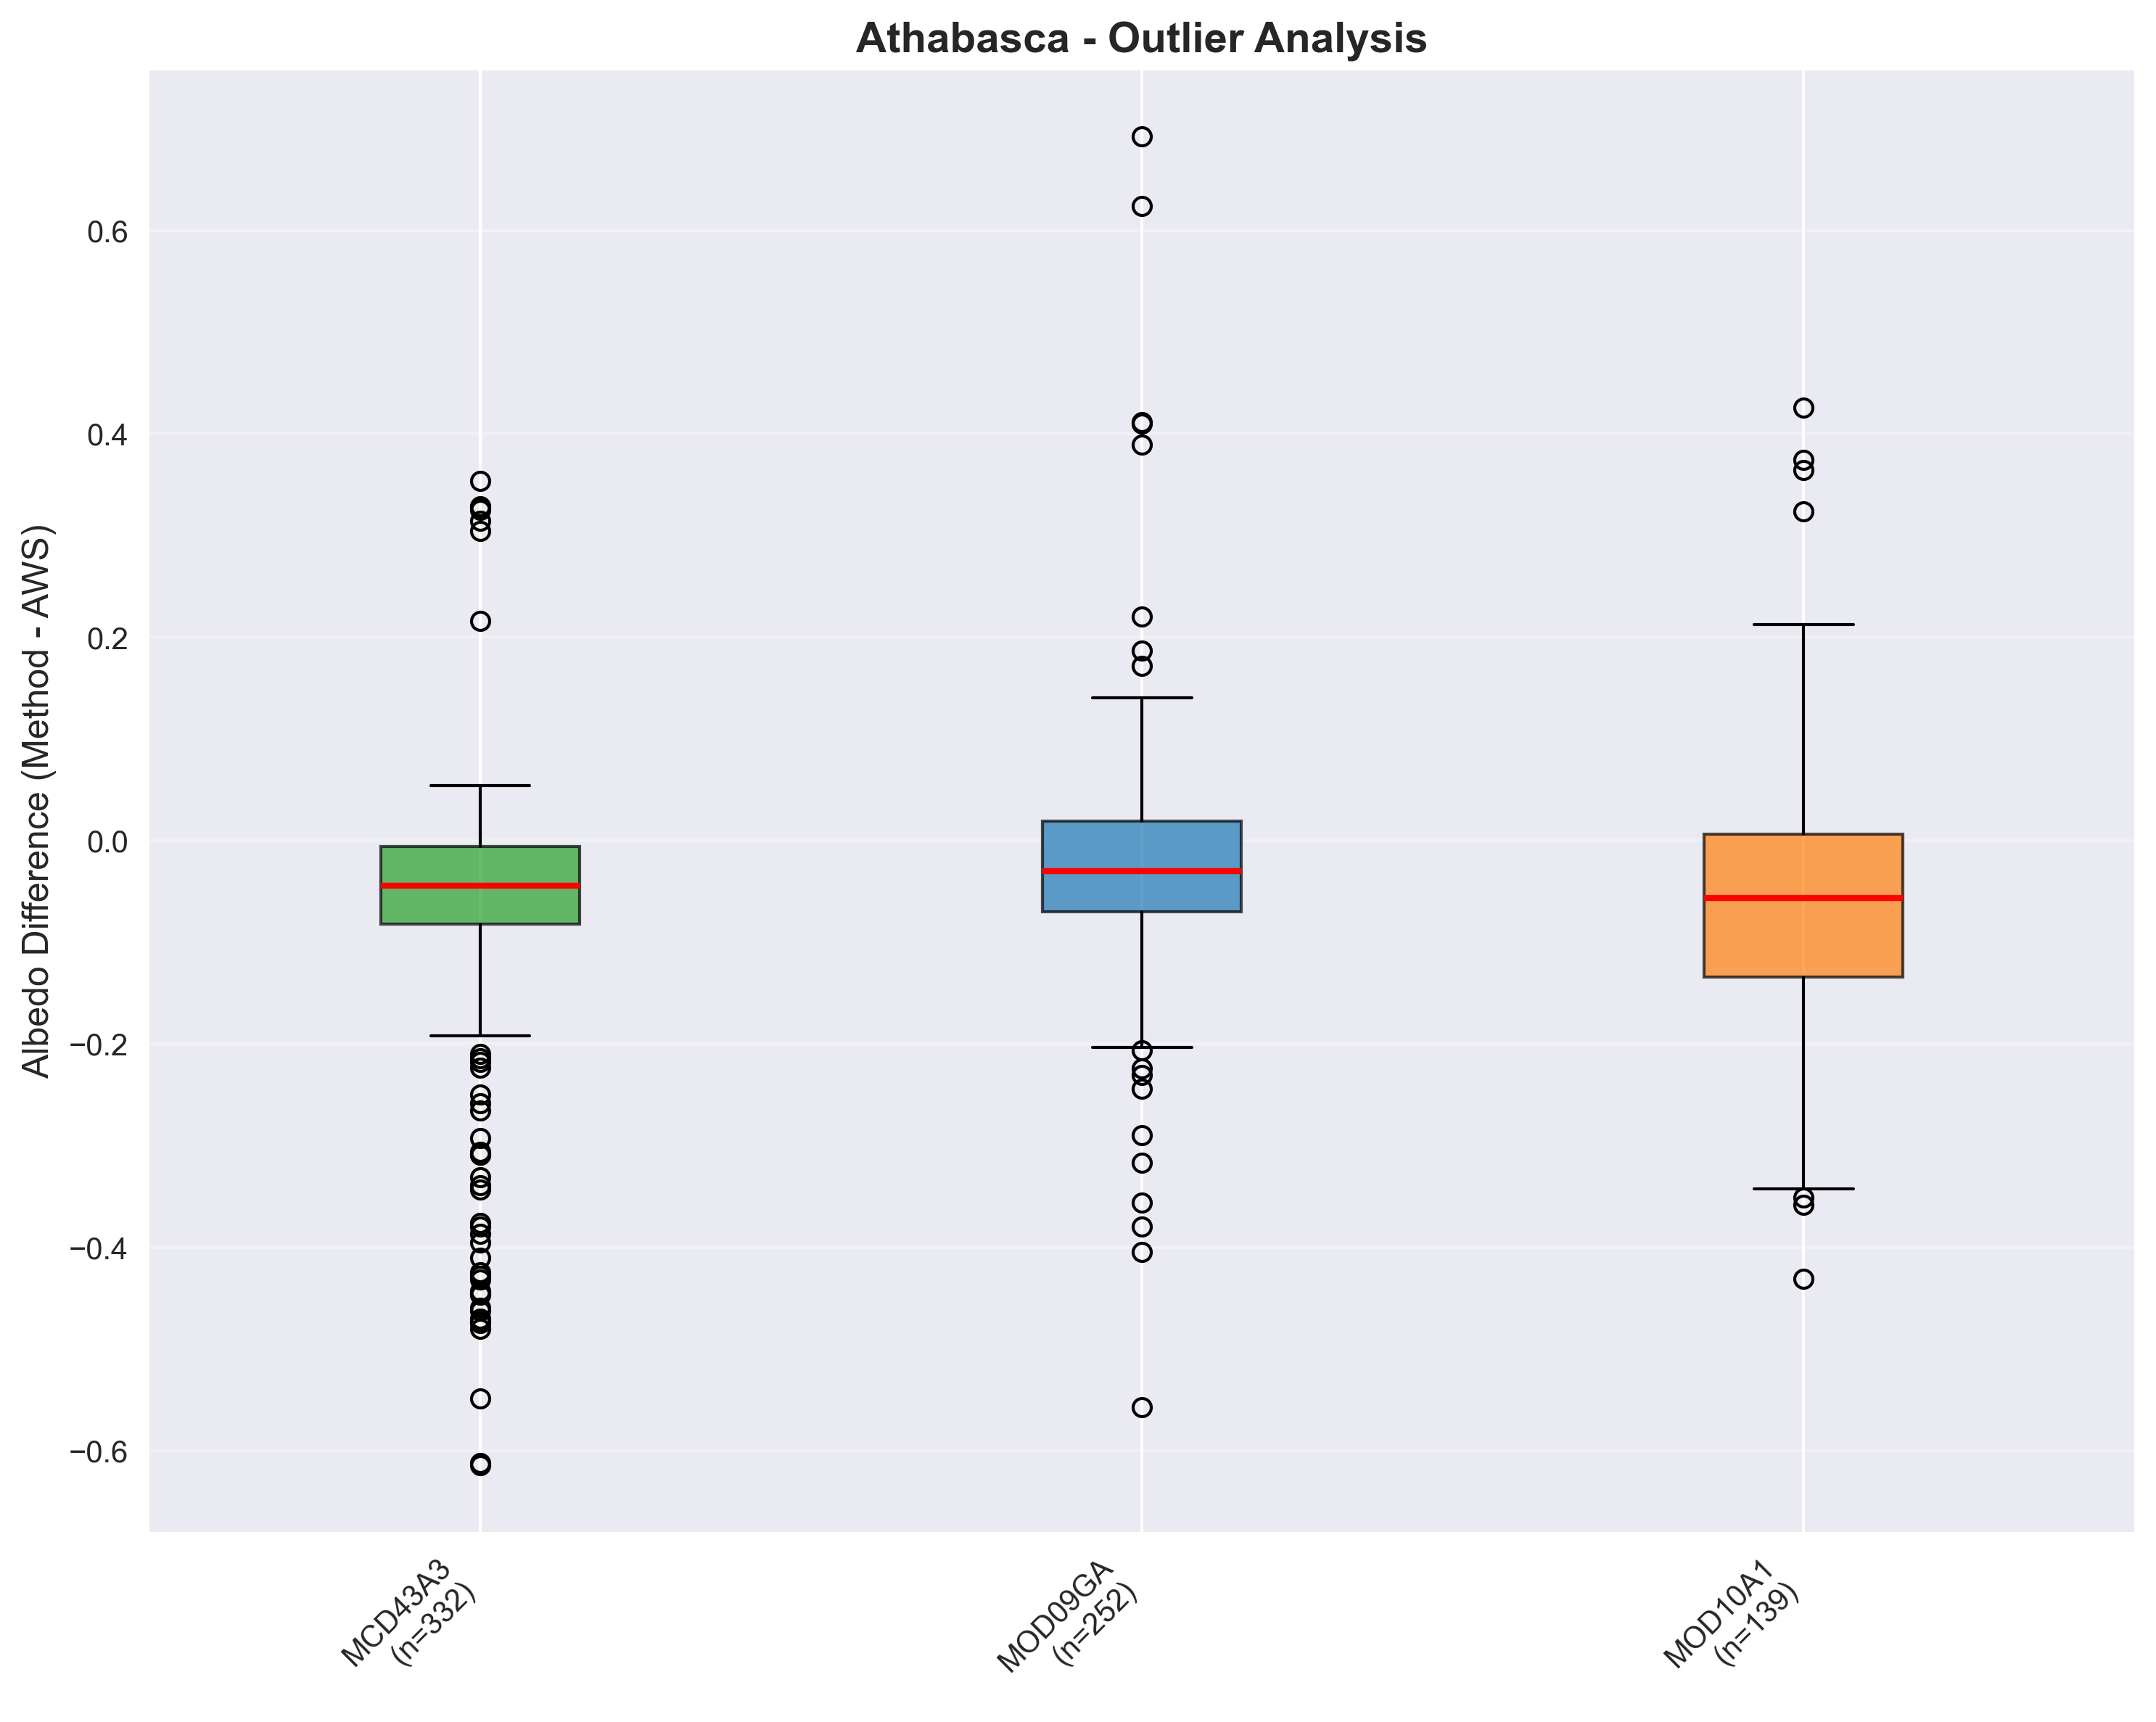 Athabasca - Outlier Analysis
Albedo Difference (Method - AWS)
0.6
0.4
0.2
0.0
−0.2
−0.4
−0.6
MCD43A3
(n=332)
MOD09GA
(n=252)
MOD10A1
(n=139)